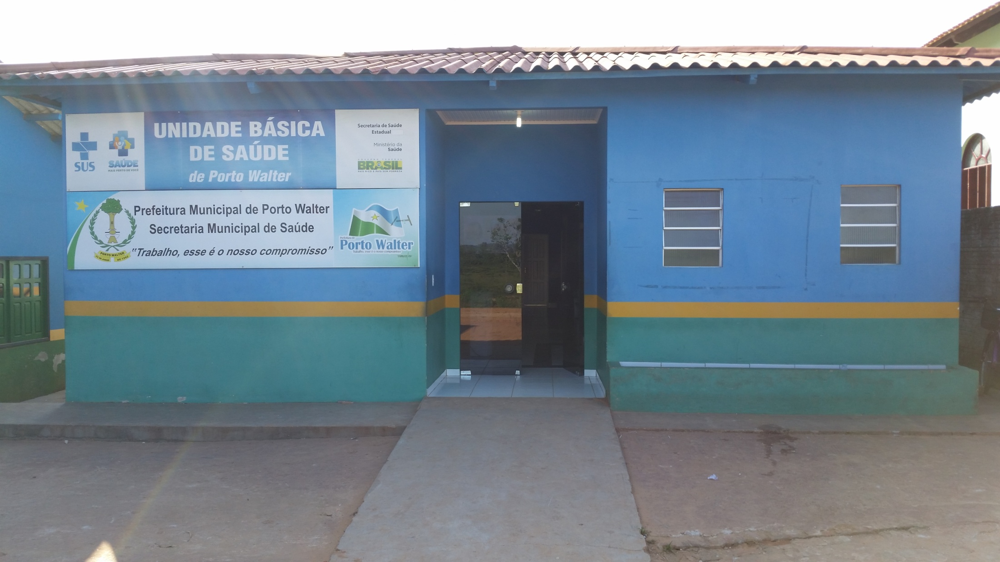 SUS
SAÚDE
MAIS PERTO DE VOCÊ
UNIDADE BÁSICA
DE SAÚDE
de Porto Walter
Secretaria de Saúde
Estadual
Ministério da
Saúde
GOVERNO FEDERAL
BRASIL
PAÍS RICO É PAÍS SEM POBREZA
Prefeitura Municipal de Porto Walter
Secretaria Municipal de Saúde
"Trabalho, esse é o nosso compromisso"
PORTO WALTER
DE 1992
Prefeitura de
Porto Walter
Trabalho, esse é o nosso compromisso